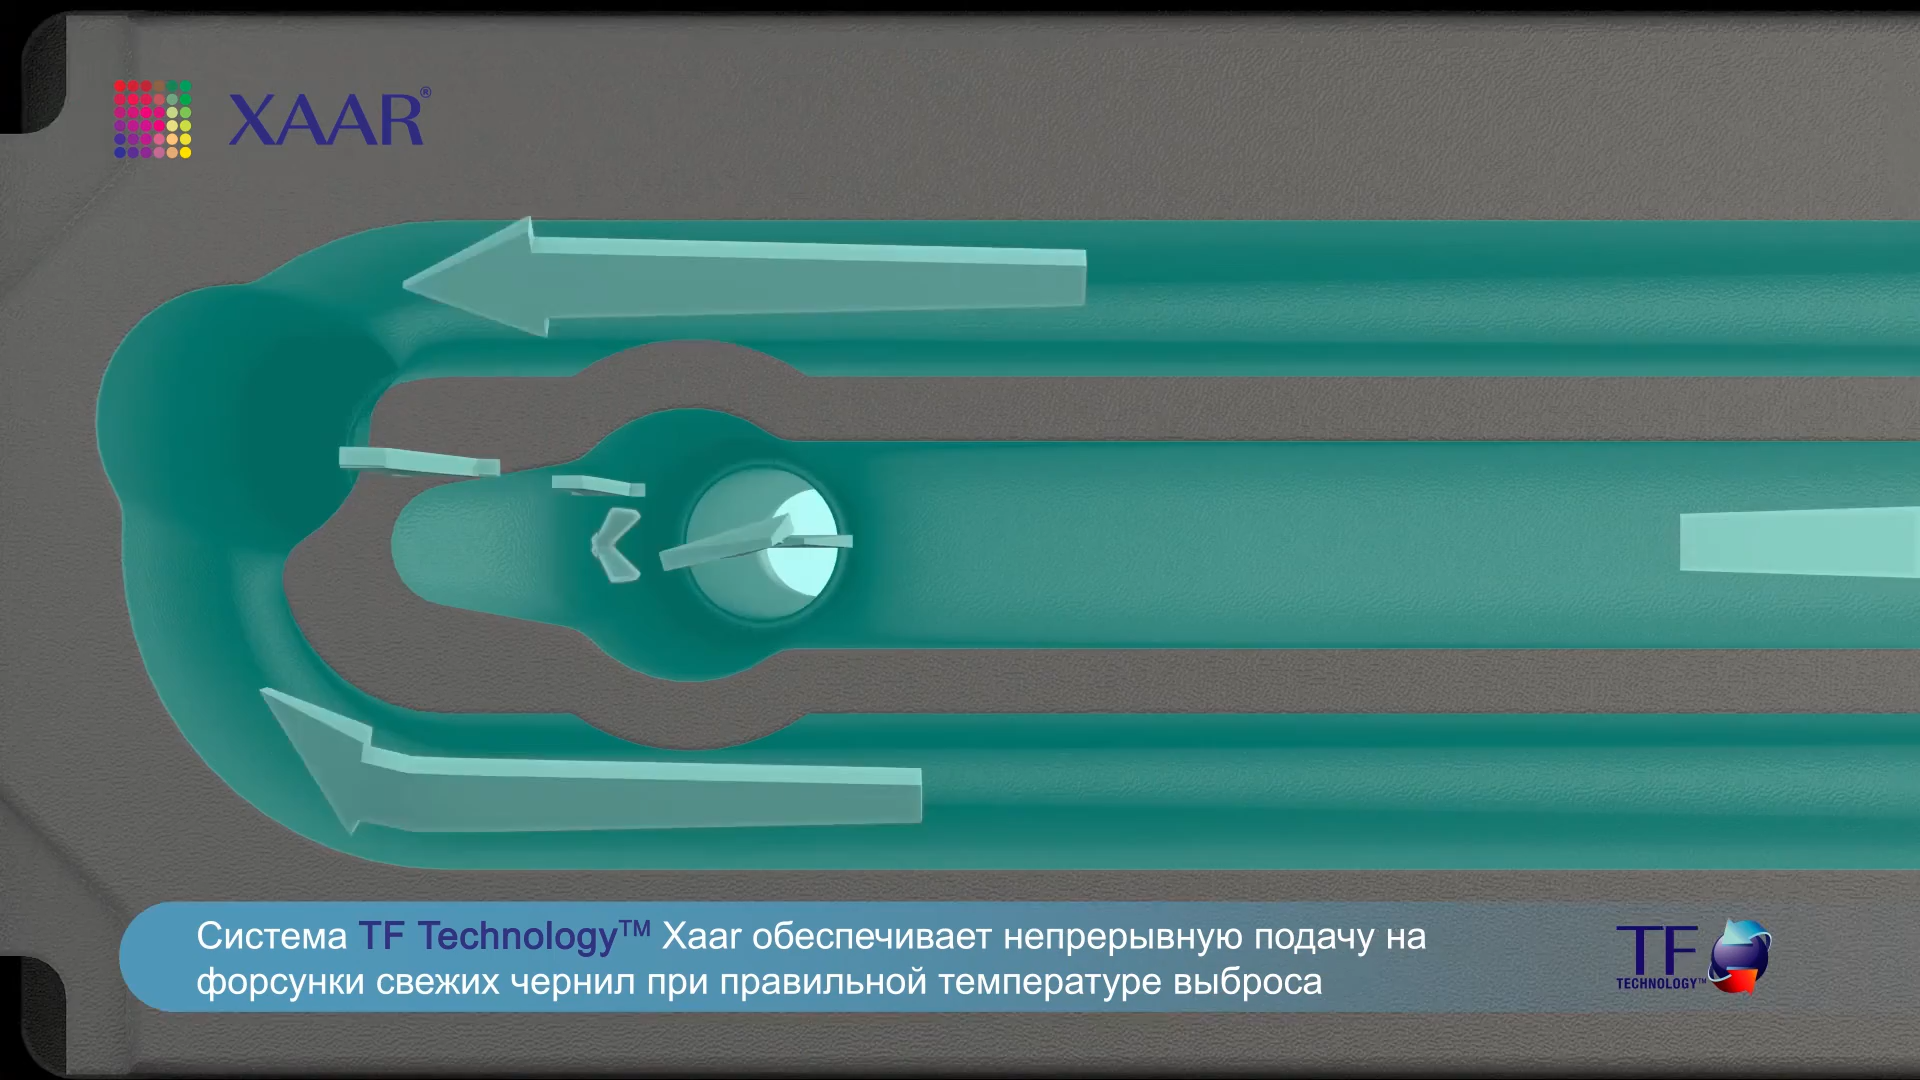 XAAR®
Система TF Technology™ Xaar обеспечивает непрерывную подачу на
форсунки свежих чернил при правильной температуре выброса
TF
TECHNOLOGY™